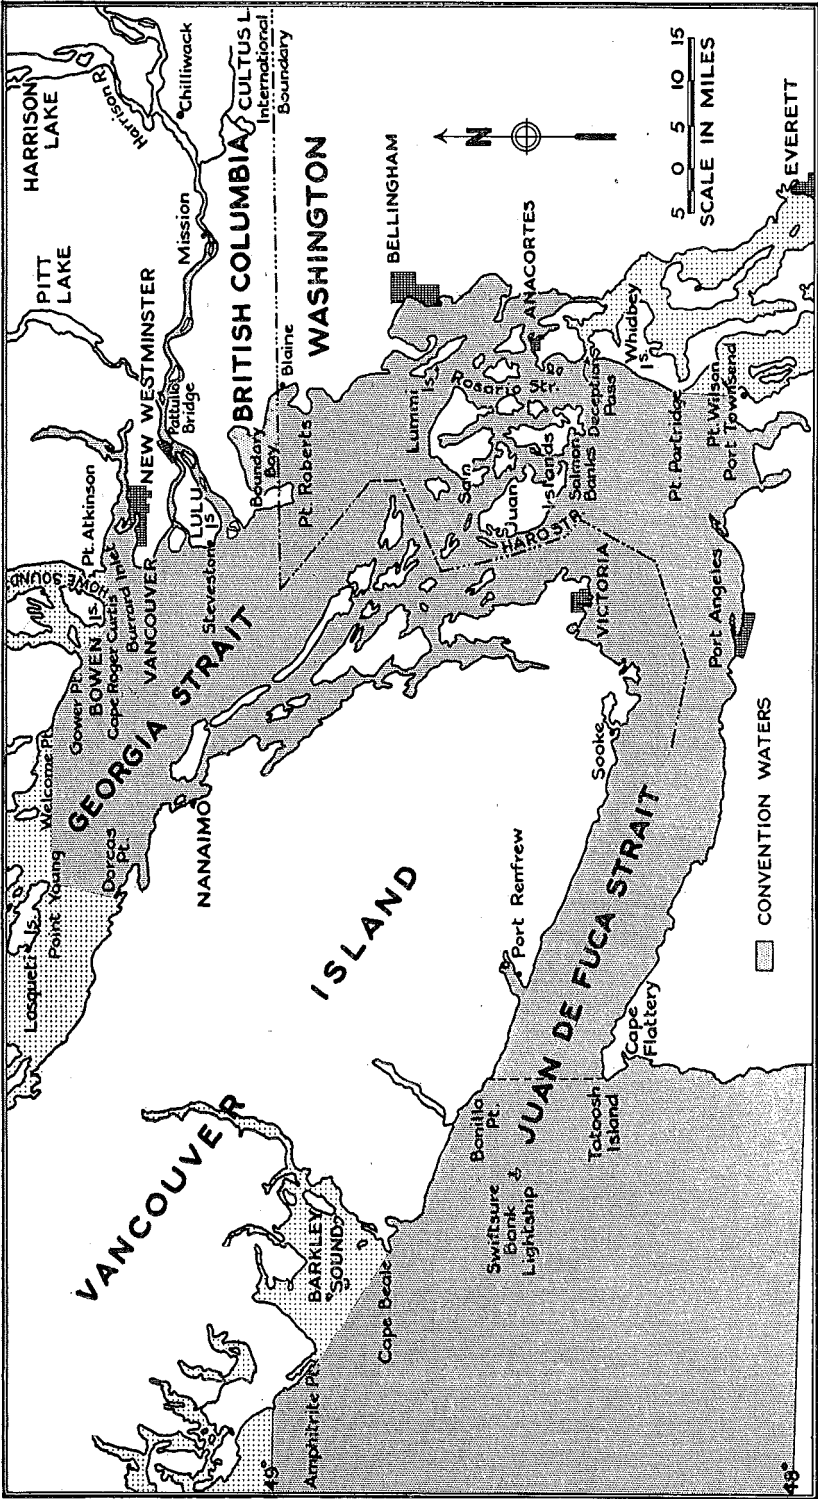 HARRISON
LAKE
Harrison R.
Chilliwack
CULTUS L.
International
Boundary
PITT
LAKE
Mission
BRITISH COLUMBIA
WASHINGTON
NEW WESTMINSTER
Pattullo
Bridge
Blaine
BELLINGHAM
N
15
10
5
0
5
SCALE IN MILES
EVERETT
ANACORTES
Whidbey
Is.
Deception
Pass
Rosario Str.
Lummi
Is.
San
Juan
Islands
Salmon
Banks
Pt. Partridge
Pt. Wilson
Port Townsend
Boundary
Bay
Pt. Roberts
LULU
IS.
Stevestone
Pt. Atkinson
HOWE SOUND
BOWEN Is.
Cape Roger Curtis
Burrard Inlet
VANCOUVER
Gower Pt.
Welcome Pt.
GEORGIA STRAIT
HARO STR.
VICTORIA
Port Angeles
Sooke
NANAIMO
Dorcas
Pt.
Point Young
Lasqueti Is.
VANCOUVER
ISLAND
Port Renfrew
JUAN DE FUCA STRAIT
CONVENTION WATERS
Cape
Flattery
Tatoosh
Island
Bonilla
Pt.
Swiftsure
Bank
Lightship
BARKLEY
SOUND
Cape Beale
Amphitrite Pt.
49°
48°